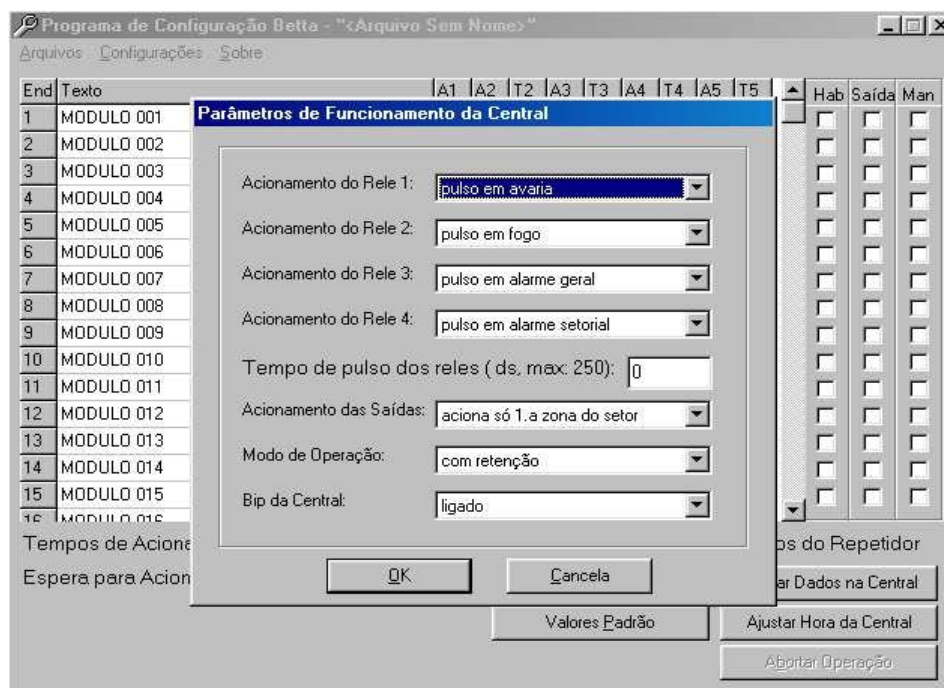 Programa de Configuração Betta - "<Arquivo Sem Nome>"
Arquivos Configurações Sobre
End Texto A1 A2 T2 A3 T3 A4 T4 A5 T5 Hab Saída Man
Parâmetros de Funcionamento da Central
1 MODULO 001
2 MODULO 002
3 MODULO 003
4 MODULO 004
5 MODULO 005
6 MODULO 006
7 MODULO 007
8 MODULO 008
9 MODULO 009
10 MODULO 010
11 MODULO 011
12 MODULO 012
13 MODULO 013
14 MODULO 014
15 MODULO 015
16 MODULO 016
Acionamento do Rele 1: pulso em avaria
Acionamento do Rele 2: pulso em fogo
Acionamento do Rele 3: pulso em alarme geral
Acionamento do Rele 4: pulso em alarme setorial
Tempo de pulso dos reles ( ds, max: 250): 0
Acionamento das Saídas: aciona só 1.a zona do setor
Modo de Operação: com retenção
Bip da Central: ligado
OK Cancela
Tempos de Aciona os do Repetidor
Espera para Acion ar Dados na Central
Valores Padrão Ajustar Hora da Central
Abortar Operação